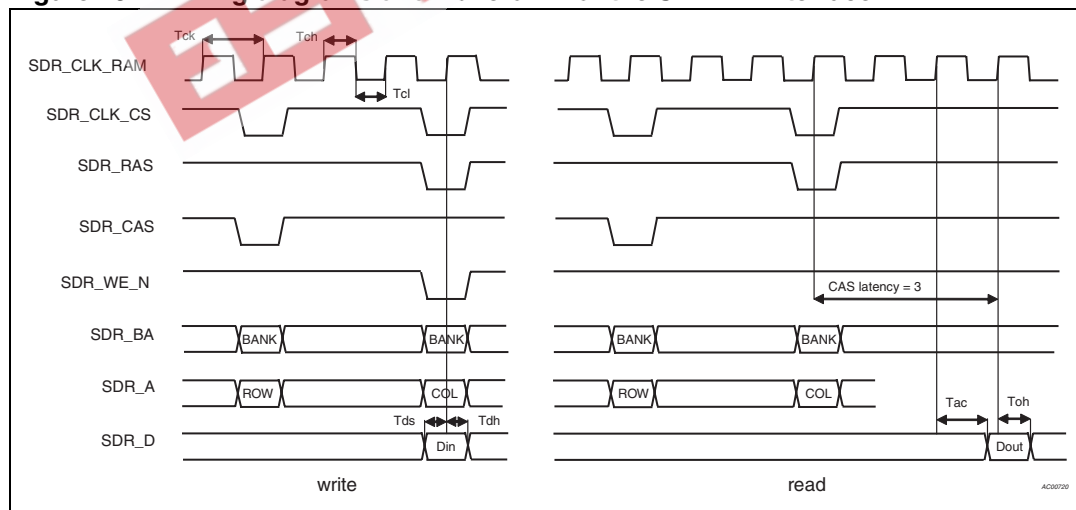 Tck
Tch
SDR_CLK_RAM
Tcl
SDR_CLK_CS
SDR_RAS
SDR_CAS
SDR_WE_N
CAS latency = 3
SDR_BA
BANK
BANK
BANK
BANK
SDR_A
ROW
COL
ROW
COL
Tds
Tdh
Tac
Toh
SDR_D
Din
Dout
write
read
AC00720